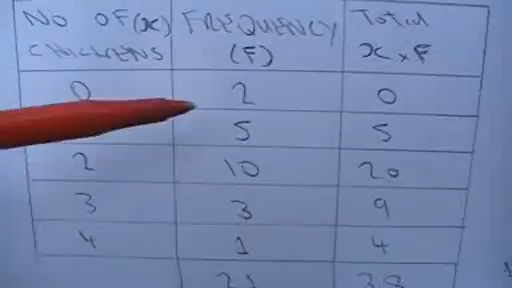 No OF(x) FREQUENCY Total
CHICKENS (F) x x F
0 2 0
5 5
2 10 20
3 3 9
4 1 4
21 38